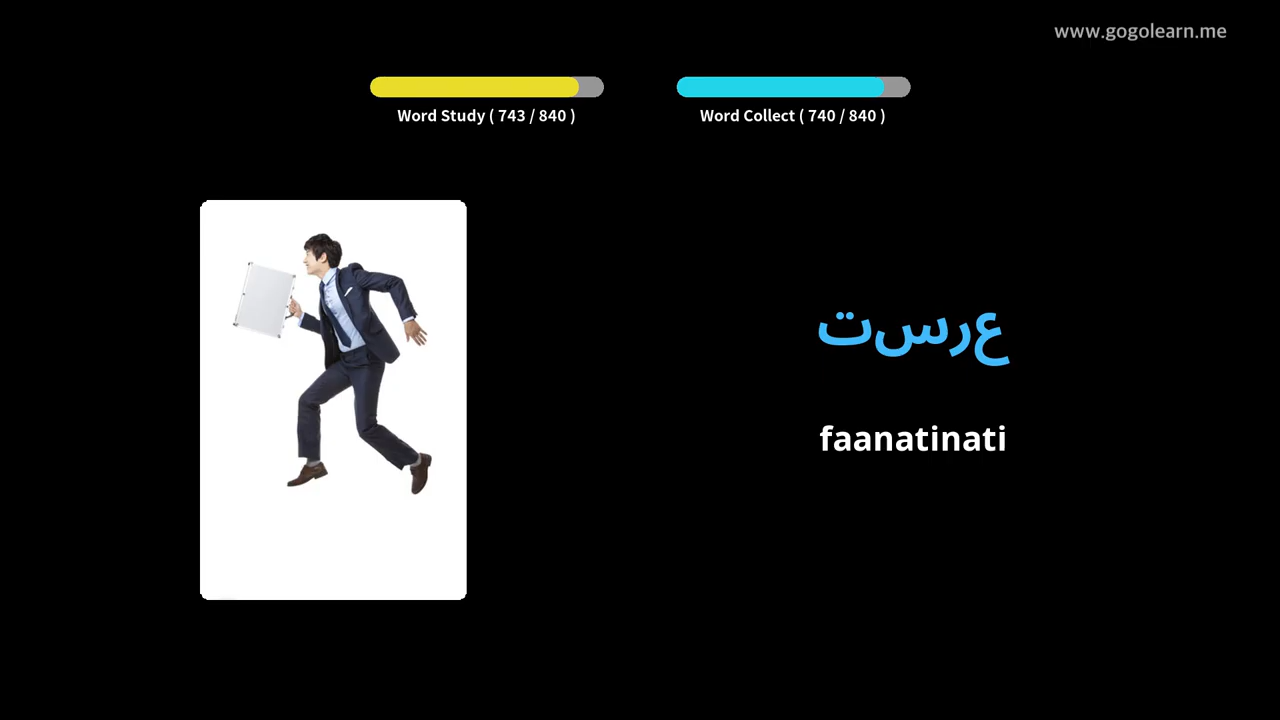 www.gogolearn.me
Word Study ( 743 / 840 )
Word Collect ( 740 / 840 )
تسرع
faanatinati